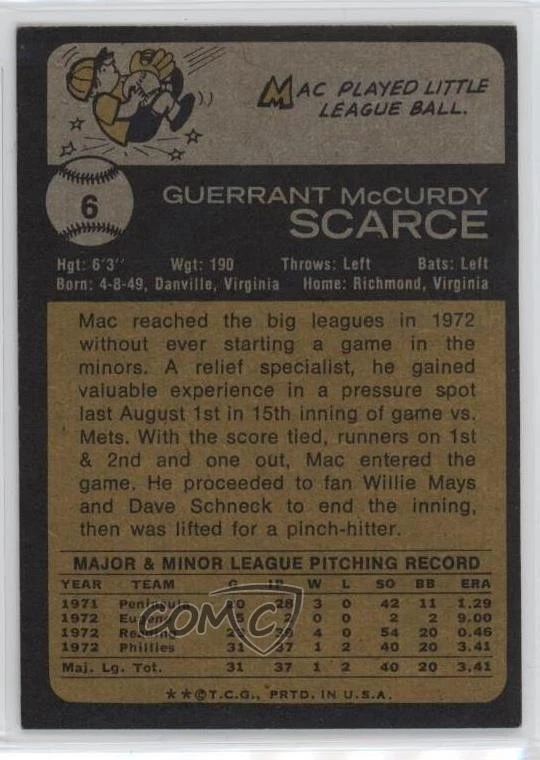 MAC PLAYED LITTLE
LEAGUE BALL.
6
GUERRANT McCURDY
SCARCE
Hgt: 6'3" Wgt: 190 Throws: Left Bats: Left
Born: 4-8-49, Danville, Virginia Home: Richmond, Virginia
Mac reached the big leagues in 1972
without ever starting a game in the
minors. A relief specialist, he gained
valuable experience in a pressure spot
last August 1st in 15th inning of game vs.
Mets. With the score tied, runners on 1st
& 2nd and one out, Mac entered the
game. He proceeded to fan Willie Mays
and Dave Schneck to end the inning,
then was lifted for a pinch-hitter.
MAJOR & MINOR LEAGUE PITCHING RECORD
YEAR TEAM G IP W L SO BB ERA
1971 Peninsula 20 28 3 0 42 11 1.29
1972 Eugene 5 2 0 0 2 2 9.00
1972 Reading 4 0 54 20 0.46
1972 Phillies 31 37 1 2 40 20 3.41
Maj. Lg. Tot. 31 37 1 2 40 20 3.41
**©T.C.G., PRTD. IN U.S.A.
COMC